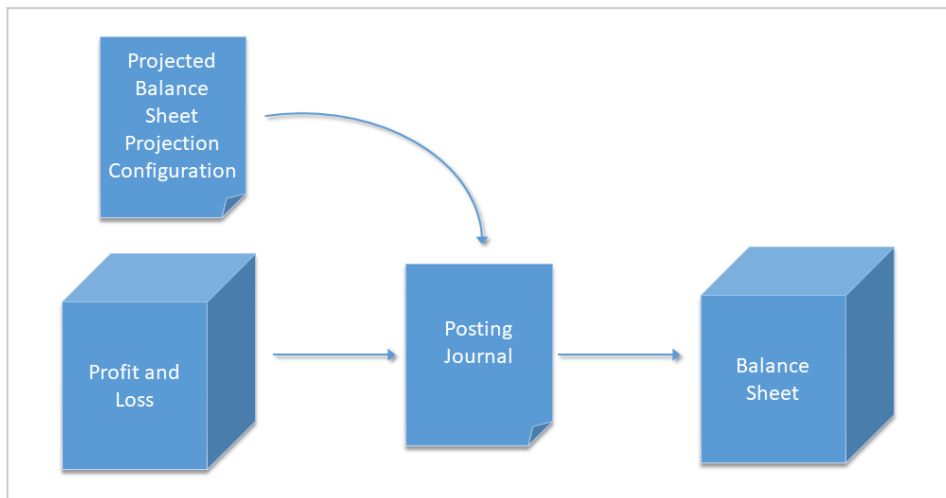 Projected
Balance
Sheet
Projection
Configuration
Profit and
Loss
Posting
Journal
Balance
Sheet